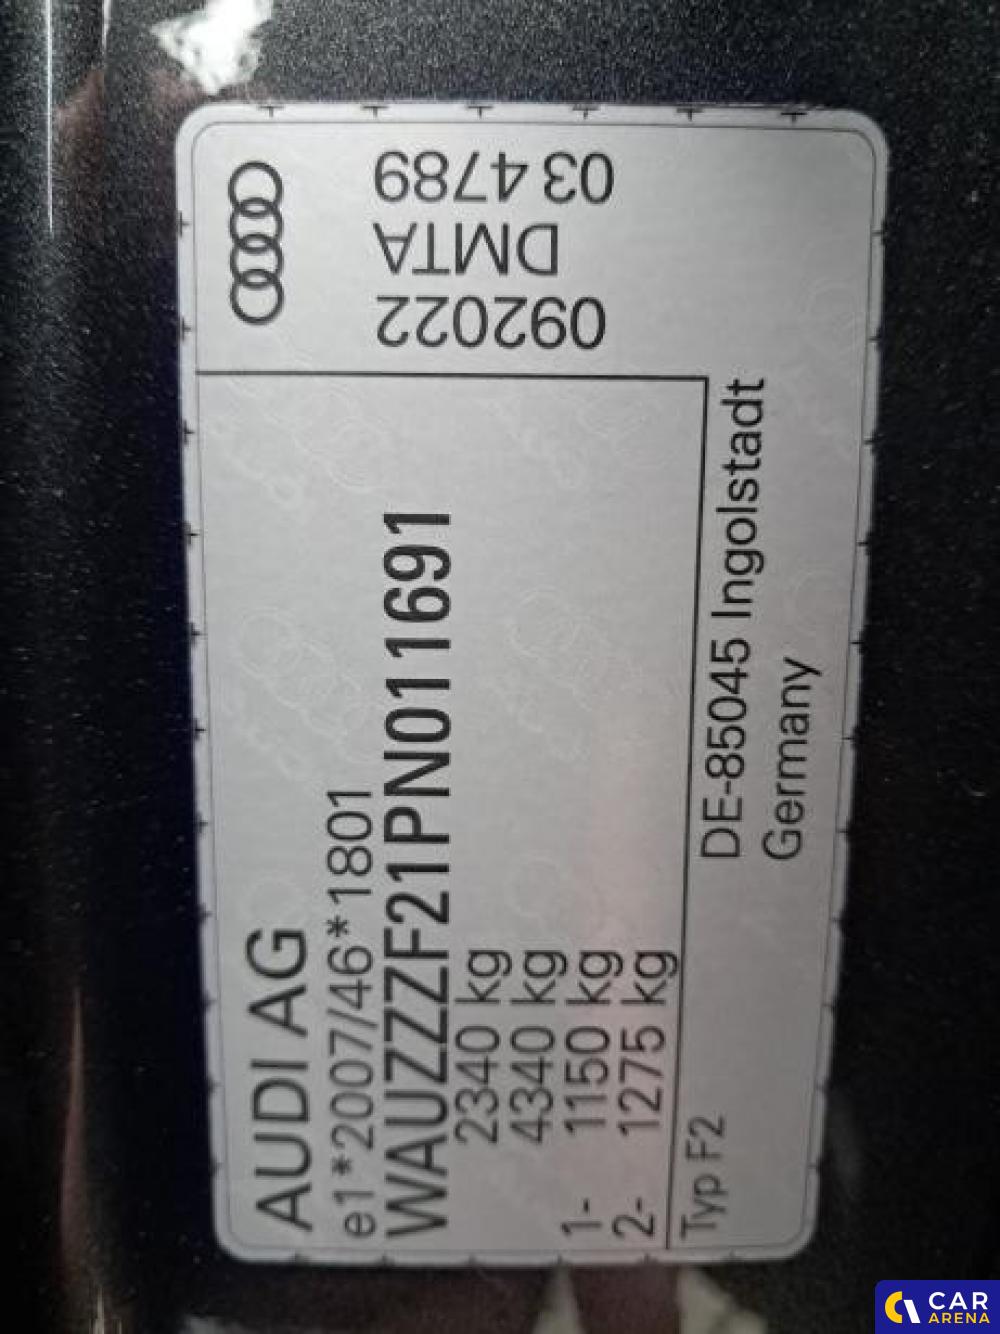 AUDI AG
e1*2007/46*1801
WAUZZZF21PN011691
2340 kg
4340 kg
1- 1150 kg
2- 1275 kg
Typ F2
DE-85045 Ingolstadt
Germany
092022
DMTA
03 4789
CAR
ARENA